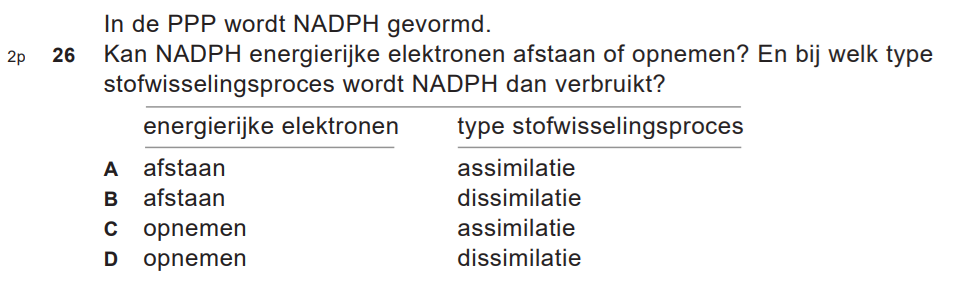 In de PPP wordt NADPH gevormd.
2p 26 Kan NADPH energierijke elektronen afstaan of opnemen? En bij welk type
stofwisselingsproces wordt NADPH dan verbruikt?
energierijke elektronen type stofwisselingsproces
A afstaan assimilatie
B afstaan dissimilatie
C opnemen assimilatie
D opnemen dissimilatie